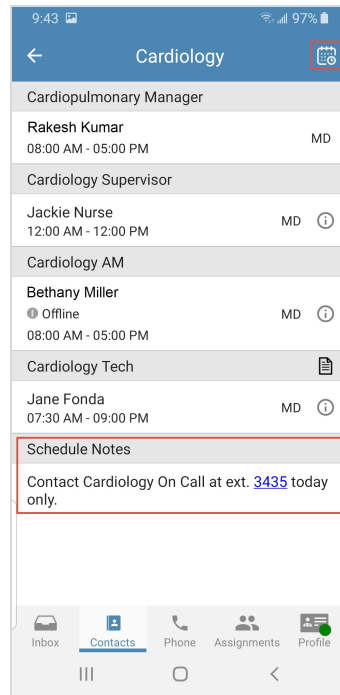 9:43 97%
Cardiology
Cardiopulmonary Manager
Rakesh Kumar
MD
08:00 AM - 05:00 PM
Cardiology Supervisor
Jackie Nurse
MD
12:00 AM - 12:00 PM
Cardiology AM
Bethany Miller
Offline
MD
08:00 AM - 05:00 PM
Cardiology Tech
Jane Fonda
MD
07:30 AM - 09:00 PM
Schedule Notes
Contact Cardiology On Call at ext. 3435 today
only.
Inbox Contacts Phone Assignments Profile